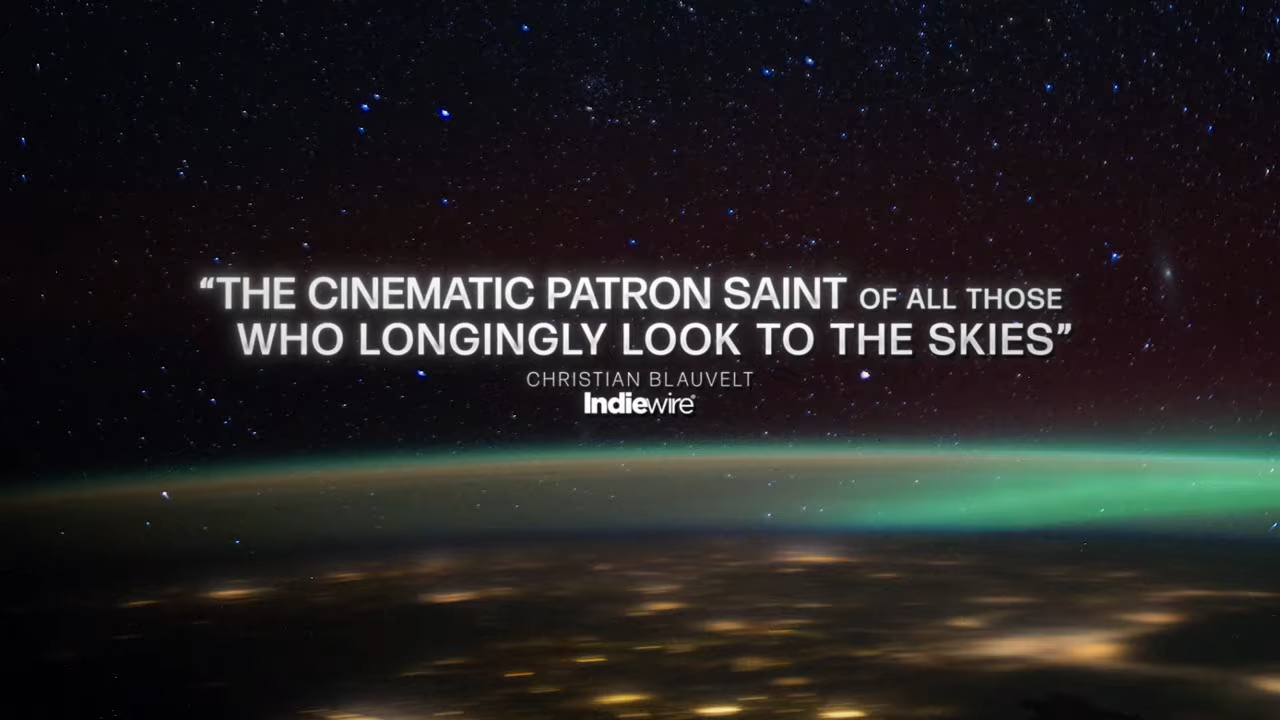 “THE CINEMATIC PATRON SAINT OF ALL THOSE
WHO LONGINGLY LOOK TO THE SKIES”
CHRISTIAN BLAUVELT
Indiewire®